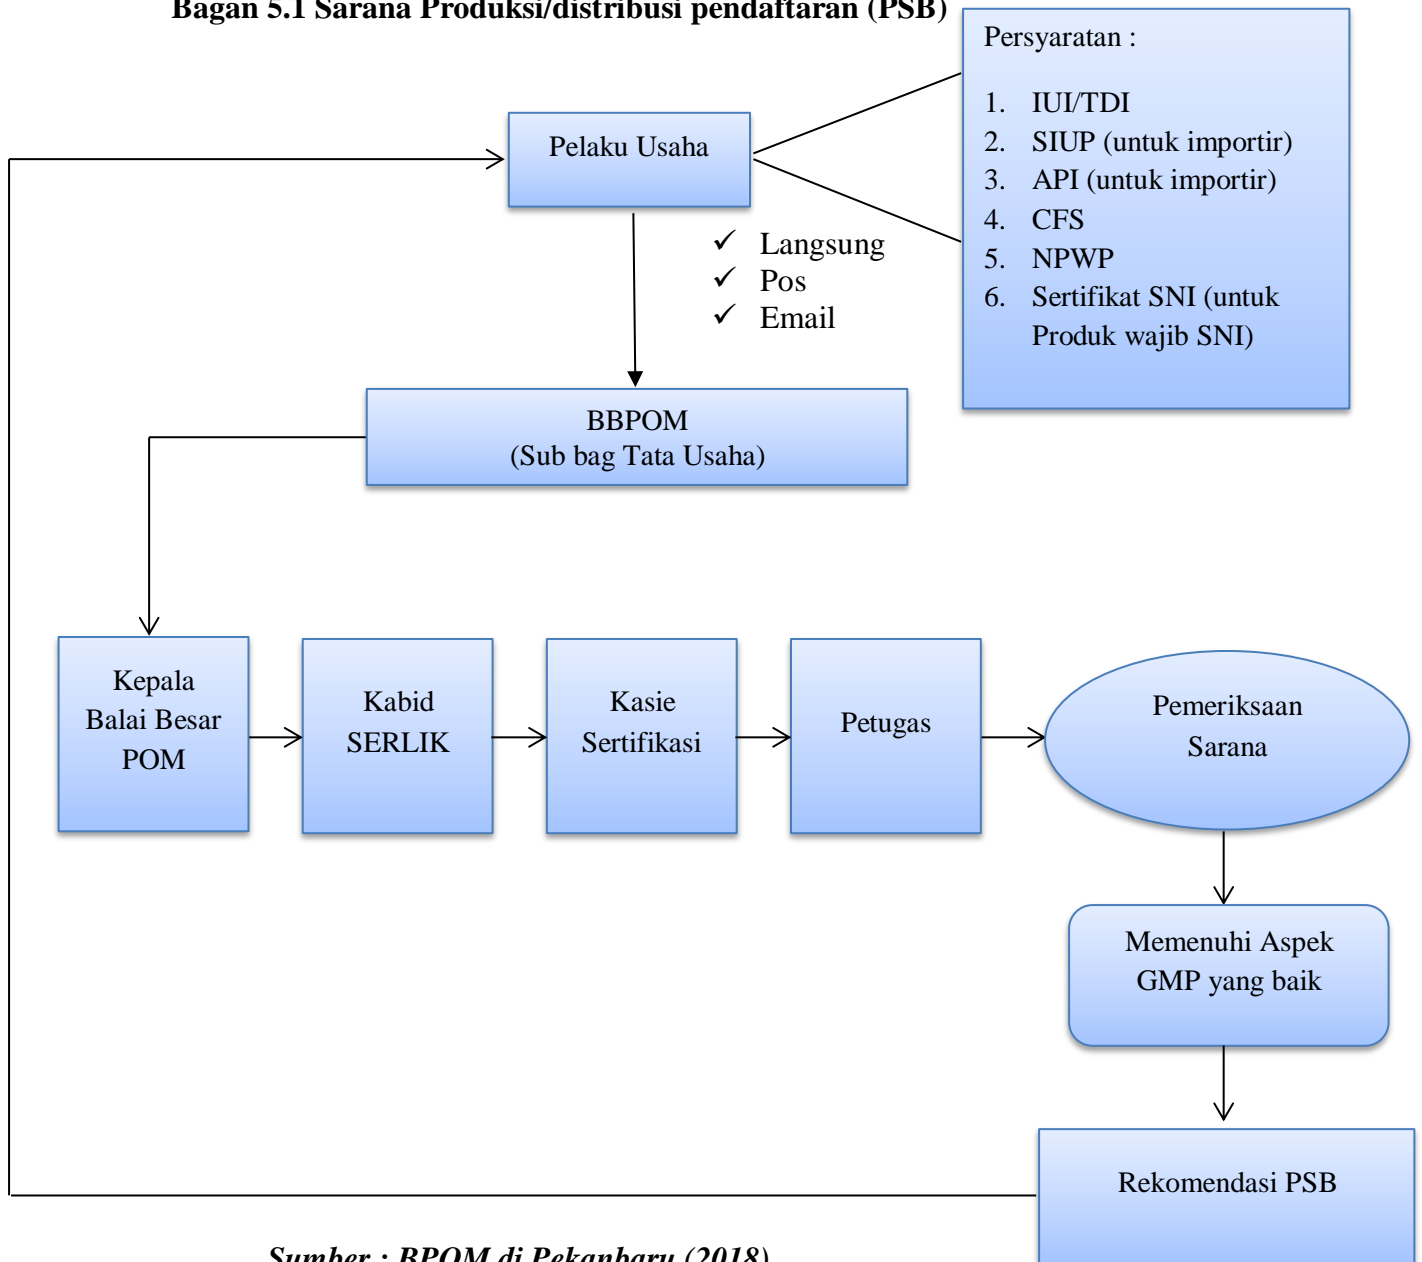 Bagan 5.1 Sarana Produksi/distribusi pendaftaran (PSB)
Persyaratan :
1. IUI/TDI
2. SIUP (untuk importir)
3. API (untuk importir)
4. CFS
5. NPWP
6. Sertifikat SNI (untuk
Produk wajib SNI)
Pelaku Usaha
✓ Langsung
✓ Pos
✓ Email
BBPOM
(Sub bag Tata Usaha)
Kepala
Balai Besar
POM
Kabid
SERLIK
Kasie
Sertifikasi
Petugas
Pemeriksaan
Sarana
Memenuhi Aspek
GMP yang baik
Rekomendasi PSB
Sumber : BPOM di Pekanbaru (2018)